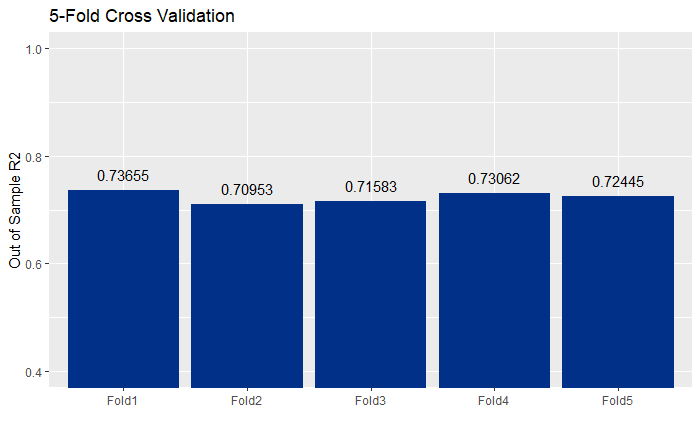 5-Fold Cross Validation
Out of Sample R2
1.0
0.8
0.6
0.4
0.73655
0.70953
0.71583
0.73062
0.72445
Fold1
Fold2
Fold3
Fold4
Fold5